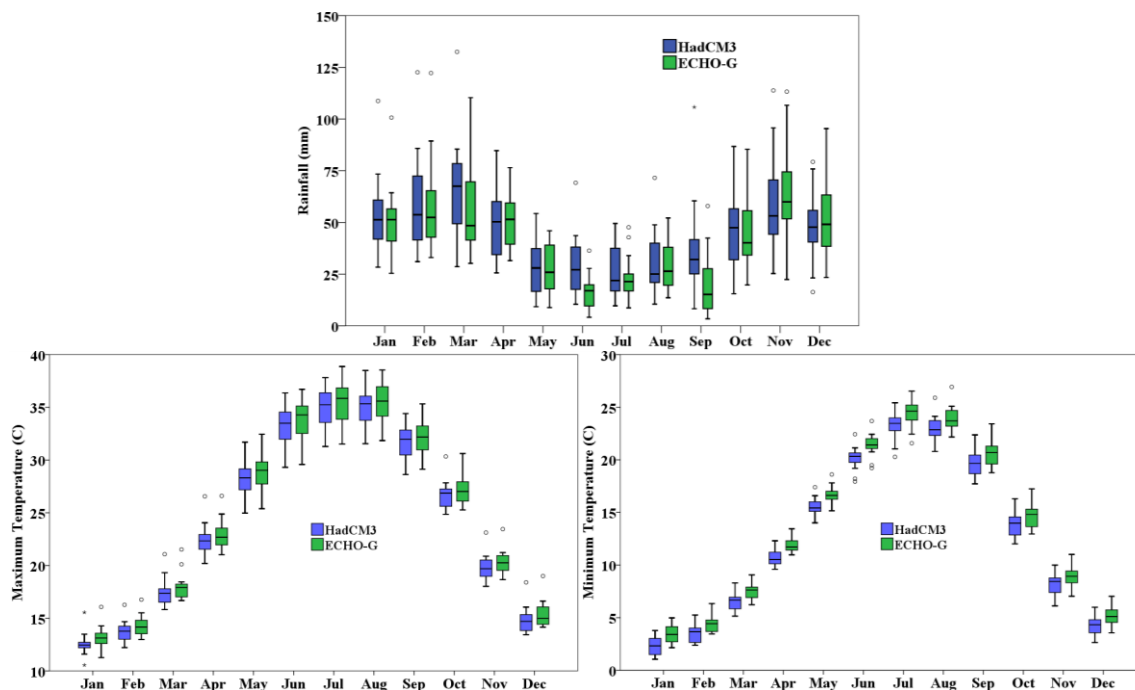 150
125
100
75
50
25
0
Rainfall (mm)
HadCM3
ECHO-G
Jan Feb Mar Apr May Jun Jul Aug Sep Oct Nov Dec
40
35
30
25
20
15
10
Maximum Temperature (C)
HadCM3
ECHO-G
Jan Feb Mar Apr May Jun Jul Aug Sep Oct Nov Dec
30
25
20
15
10
5
0
Minimum Temperature (C)
HadCM3
ECHO-G
Jan Feb Mar Apr May Jun Jul Aug Sep Oct Nov Dec